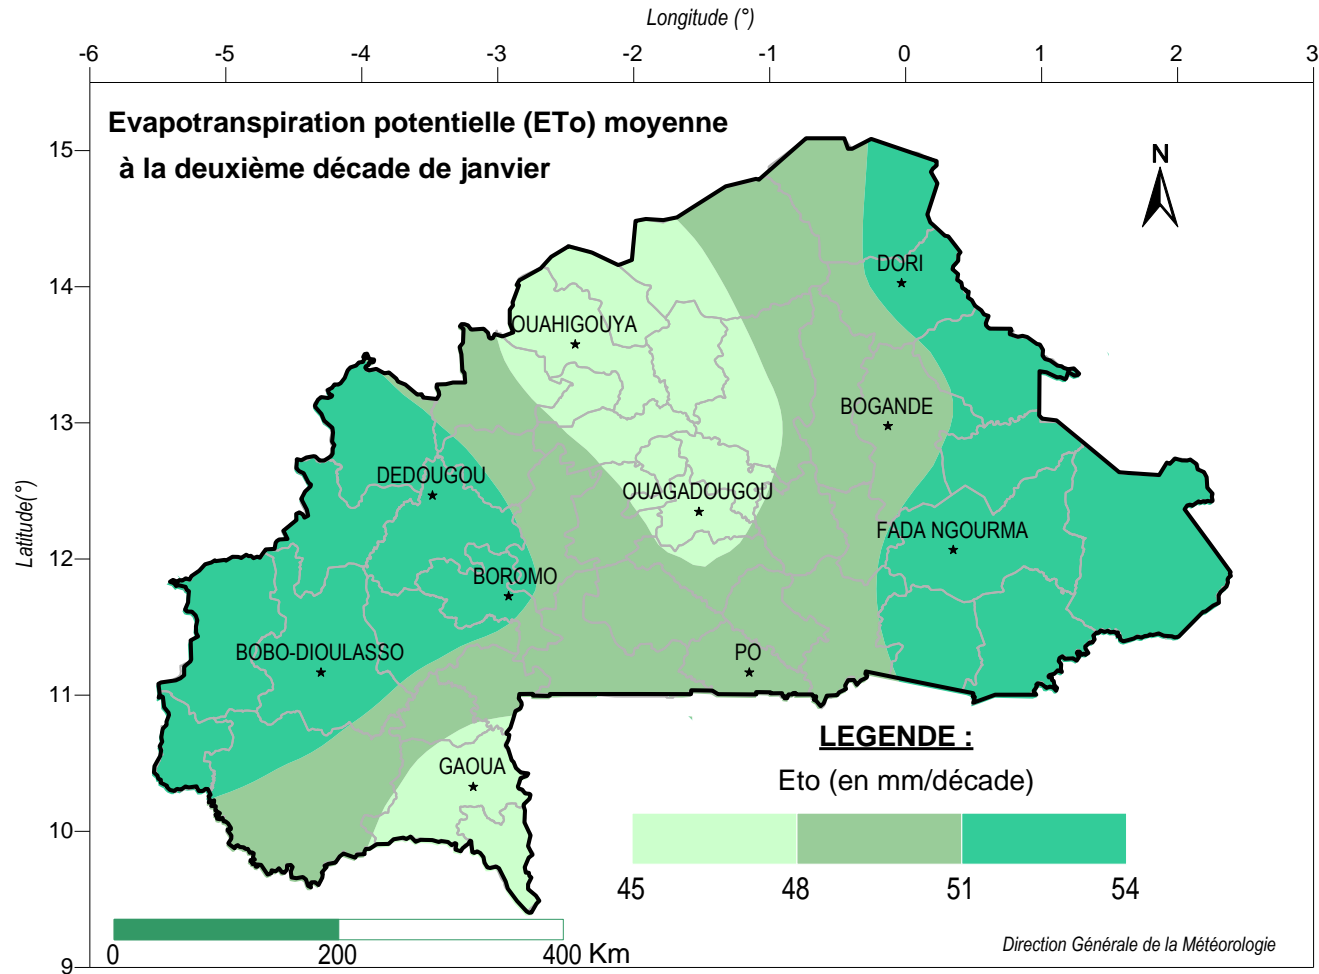 Longitude (°)
-6 -5 -4 -3 -2 -1 0 1 2 3
Evapotranspiration potentielle (ETo) moyenne
à la deuxième décade de janvier
N
15
14
13
12
11
10
9
Latitude(°)
DORI
OUAHIGOUYA
BOGANDE
DEDOUGOU
OUAGADOUGOU
FADA NGOURMA
BOROMO
BOBO-DIOULASSO
PO
GAOUA
LEGENDE :
Eto (en mm/décade)
45 48 51 54
0 200 400 Km
Direction Générale de la Météorologie